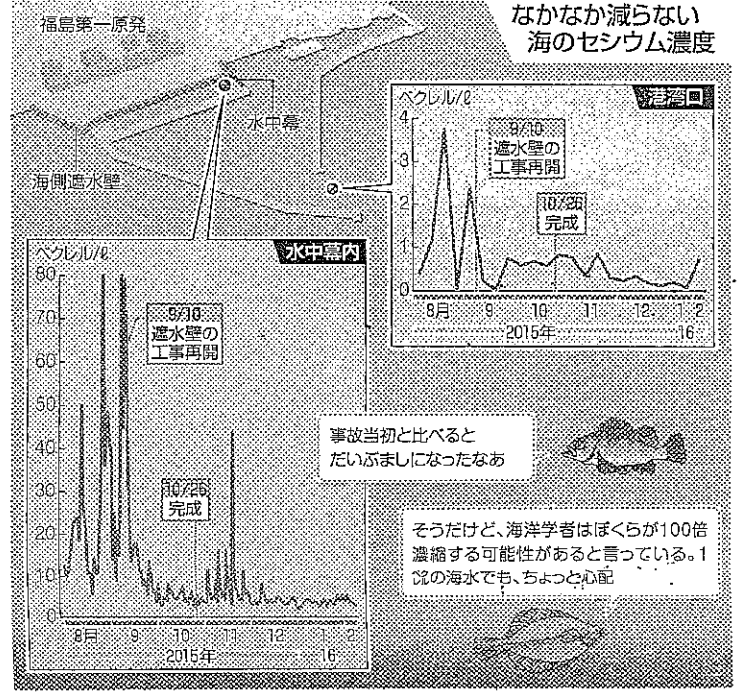 なかなか減らない
海のセシウム濃度
福島第一原発
水中幕
海側遮水壁
ベクレル/ℓ
港湾口
4
3
2
1
0
9/10
遮水壁の
工事再開
10/26
完成
8月 9 10 11 12 1 2
2015年 16
ベクレル/ℓ
水中幕内
80
70
60
50
40
30
20
10
0
9/10
遮水壁の
工事再開
10/26
完成
8月 9 10 11 12 1 2
2015年 16
事故当初と比べると
だいぶましになったなあ
そうだけど、海洋学者はぼくらが100倍
濃縮する可能性があると言っている。1
㏃の海水でも、ちょっと心配